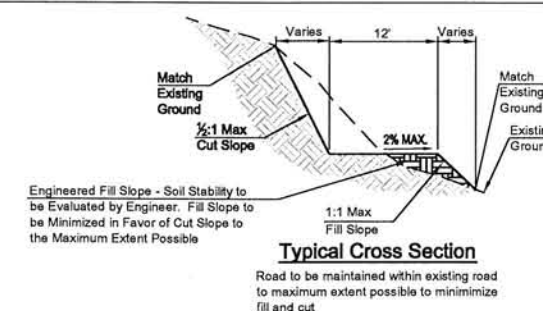 Varies
12'
Varies
Match
Existing
Ground
½:1 Max
Cut Slope
2% MAX.
Match
Existing
Ground
Engineered Fill Slope - Soil Stability to
be Evaluated by Engineer. Fill Slope to
be Minimized in Favor of Cut Slope to
the Maximum Extent Possible
1:1 Max
Fill Slope
Typical Cross Section
Road to be maintained within existing road
to maximum extent possible to minimimize
fill and cut